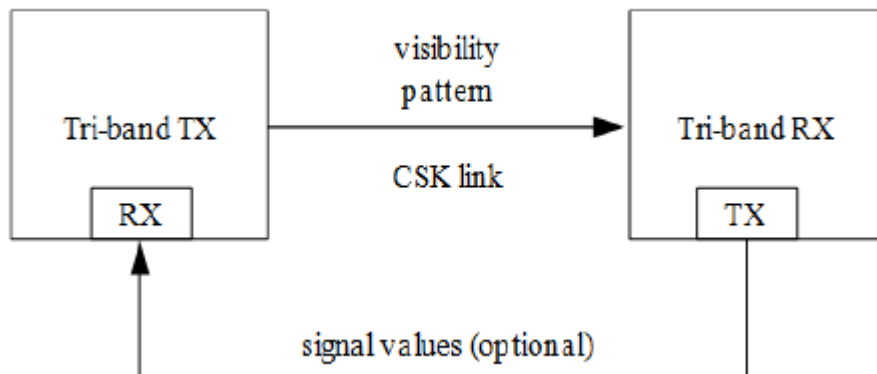 visibility
pattern
Tri-band TX
Tri-band RX
CSK link
RX
TX
signal values (optional)